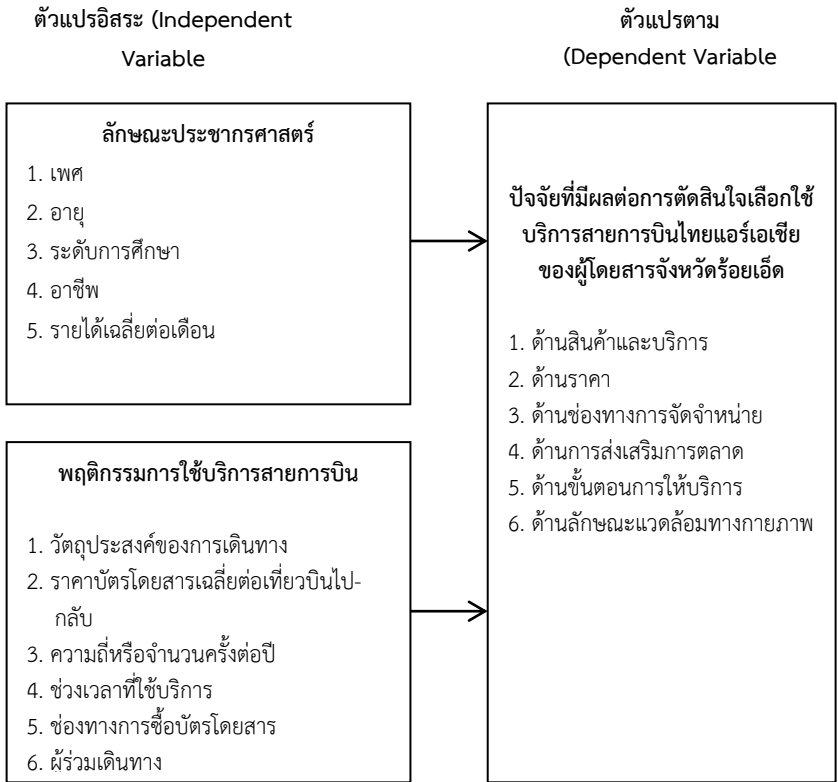 ตัวแปรอิสระ (Independent
Variable
ตัวแปรตาม
(Dependent Variable
ลักษณะประชากรศาสตร์
1. เพศ
2. อายุ
3. ระดับการศึกษา
4. อาชีพ
5. รายได้เฉลี่ยต่อเดือน
พฤติกรรมการใช้บริการสายการบิน
1. วัตถุประสงค์ของการเดินทาง
2. ราคาบัตรโดยสารเฉลี่ยต่อเที่ยวบินไป-
กลับ
3. ความถี่หรือจำนวนครั้งต่อปี
4. ช่วงเวลาที่ใช้บริการ
5. ช่องทางการซื้อบัตรโดยสาร
6. ผู้ร่วมเดินทาง
ปัจจัยที่มีผลต่อการตัดสินใจเลือกใช้
บริการสายการบินไทยแอร์เอเชีย
ของผู้โดยสารจังหวัดร้อยเอ็ด
1. ด้านสินค้าและบริการ
2. ด้านราคา
3. ด้านช่องทางการจัดจำหน่าย
4. ด้านการส่งเสริมการตลาด
5. ด้านขั้นตอนการให้บริการ
6. ด้านลักษณะแวดล้อมทางกายภาพ